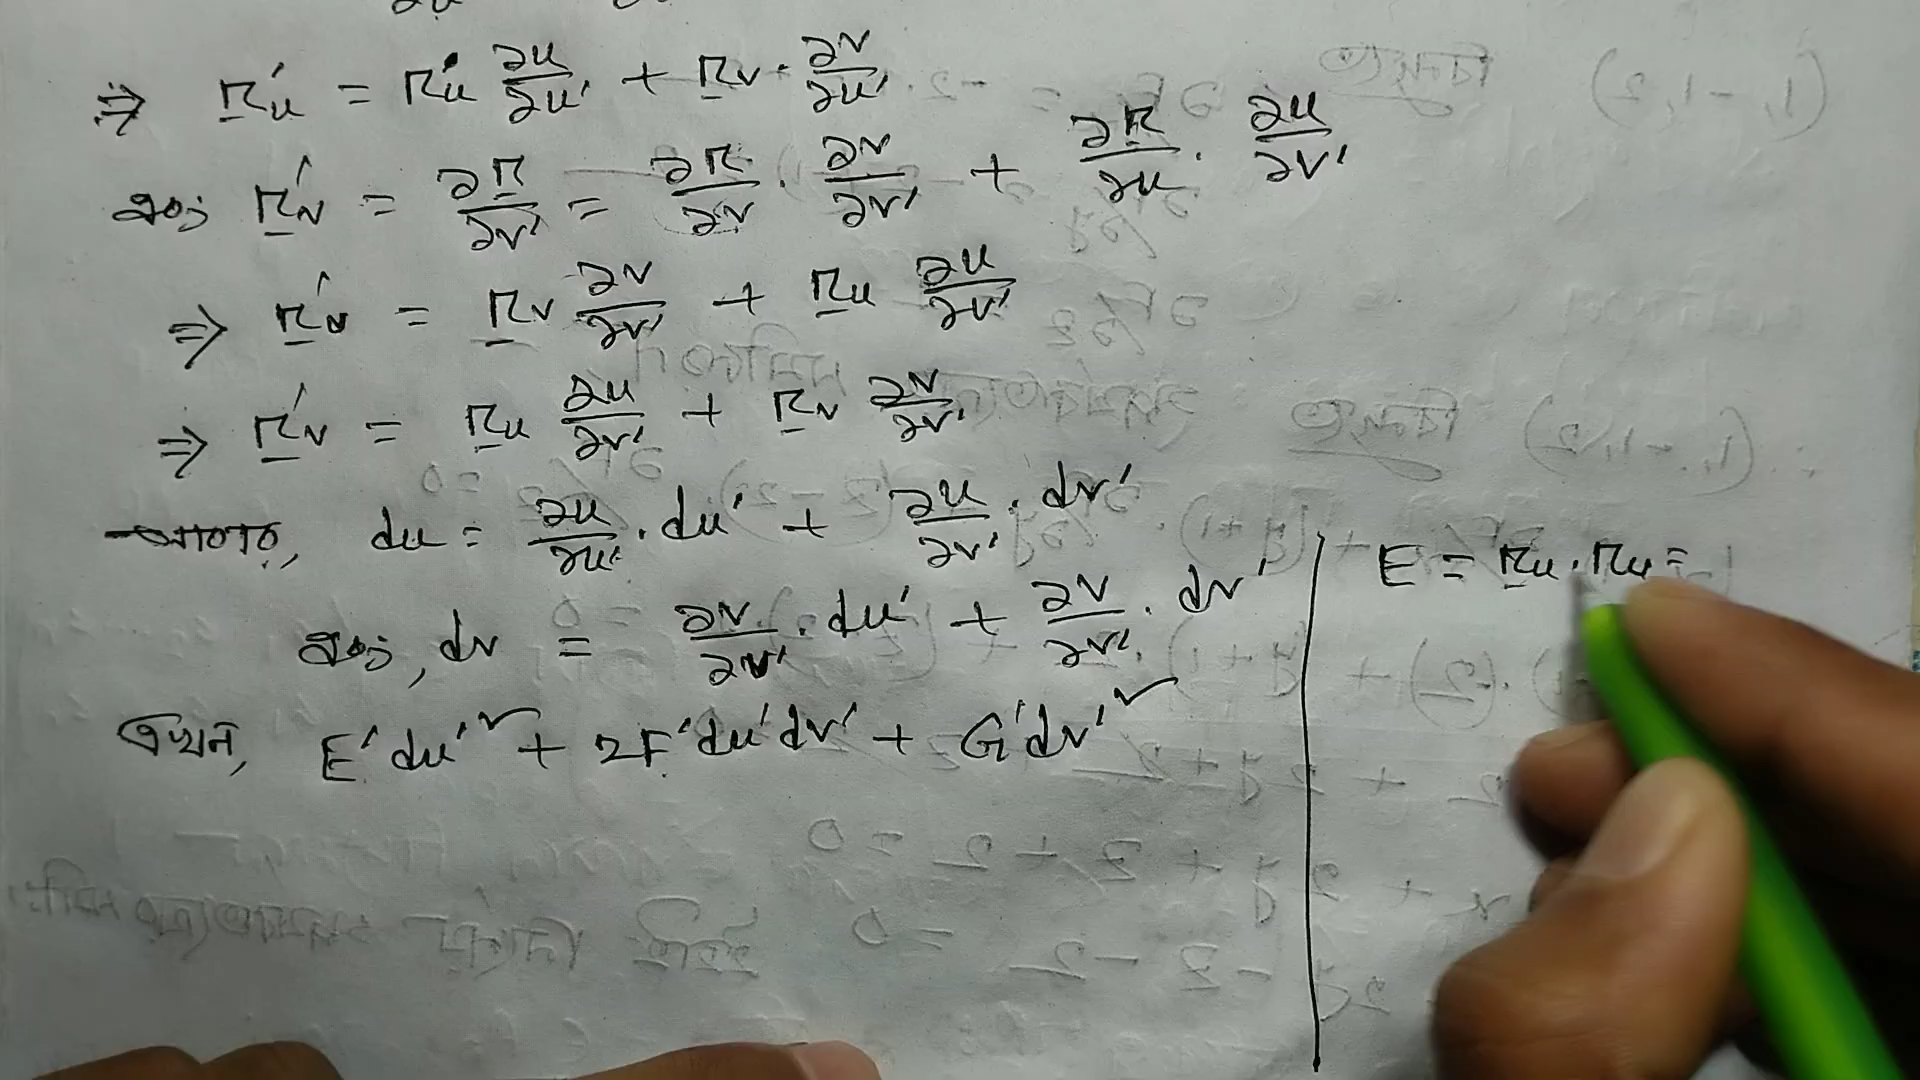 ⇒ r'u = r'u ∂u/∂u' + rv · ∂v/∂u'
এবং r'v = ∂r/∂v' = ∂r/∂v · ∂v/∂v' + ∂r/∂u · ∂u/∂v'
⇒ r'v = rv ∂v/∂v' + ru ∂u/∂v'
⇒ r'v = ru ∂u/∂v' + rv ∂v/∂v'
আবার, du = ∂u/∂u' · du' + ∂u/∂v' · dv'
এবং, dv = ∂v/∂u' · du' + ∂v/∂v' · dv'
এখন, E'du'² + 2F'du'dv' + G'dv'²
E = ru · ru =